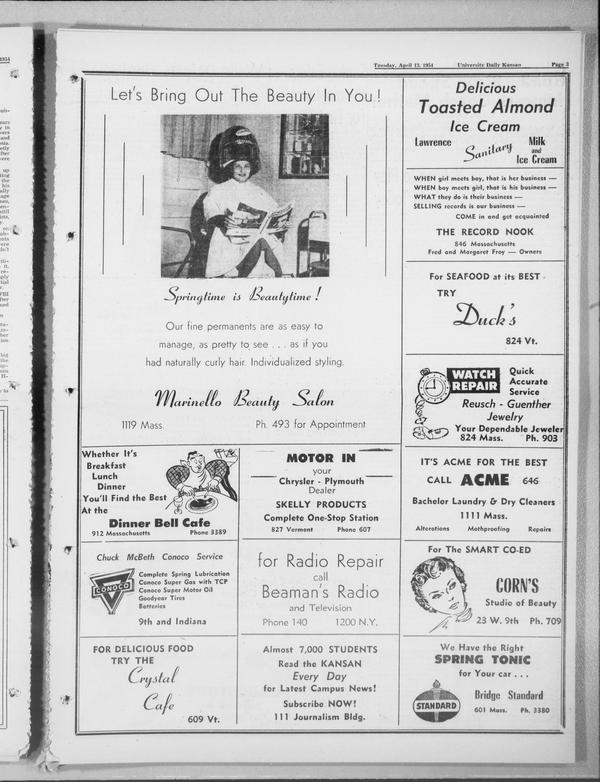 Tuesday, April 13, 1954 University Daily Kansan Page 3
Let's Bring Out The Beauty In You!
Springtime is Beautytime!
Our fine permanents are as easy to
manage, as pretty to see . . . as if you
had naturally curly hair. Individualized styling.
Marinello Beauty Salon
1119 Mass. Ph. 493 for Appointment
Delicious
Toasted Almond
Ice Cream
Lawrence Sanitary Milk
and
Ice Cream
WHEN girl meets boy, that is her business —
WHEN boy meets girl, that is his business —
WHAT they do is their business —
SELLING records is our business —
COME in and get acquainted
THE RECORD NOOK
846 Massachusetts
Fred and Margaret Froy — Owners
For SEAFOOD at its BEST
TRY
Duck's
824 Vt.
WATCH
REPAIR
Quick
Accurate
Service
Reusch - Guenther
Jewelry
Your Dependable Jeweler
824 Mass. Ph. 903
Whether It's
Breakfast
Lunch
Dinner
You'll Find the Best
At the
Dinner Bell Cafe
912 Massachusetts Phone 3389
MOTOR IN
your
Chrysler - Plymouth
Dealer
SKELLY PRODUCTS
Complete One-Stop Station
827 Vermont Phone 607
IT'S ACME FOR THE BEST
CALL ACME 646
Bachelor Laundry & Dry Cleaners
1111 Mass.
Alterations Mothproofing Repairs
Chuck McBeth Conoco Service
CONOCO
Complete Spring Lubrication
Conoco Super Gas with TCP
Conoco Super Motor Oil
Goodyear Tires
Batteries
9th and Indiana
for Radio Repair
call
Beaman's Radio
and Television
Phone 140 1200 N.Y.
For The SMART CO-ED
CORN'S
Studio of Beauty
23 W. 9th Ph. 709
FOR DELICIOUS FOOD
TRY THE
Crystal
Cafe
609 Vt.
Almost 7,000 STUDENTS
Read the KANSAN
Every Day
for Latest Campus News!
Subscribe NOW!
111 Journalism Bldg.
We Have the Right
SPRING TONIC
for Your car . . .
STANDARD
Bridge Standard
601 Mass. Ph. 3380